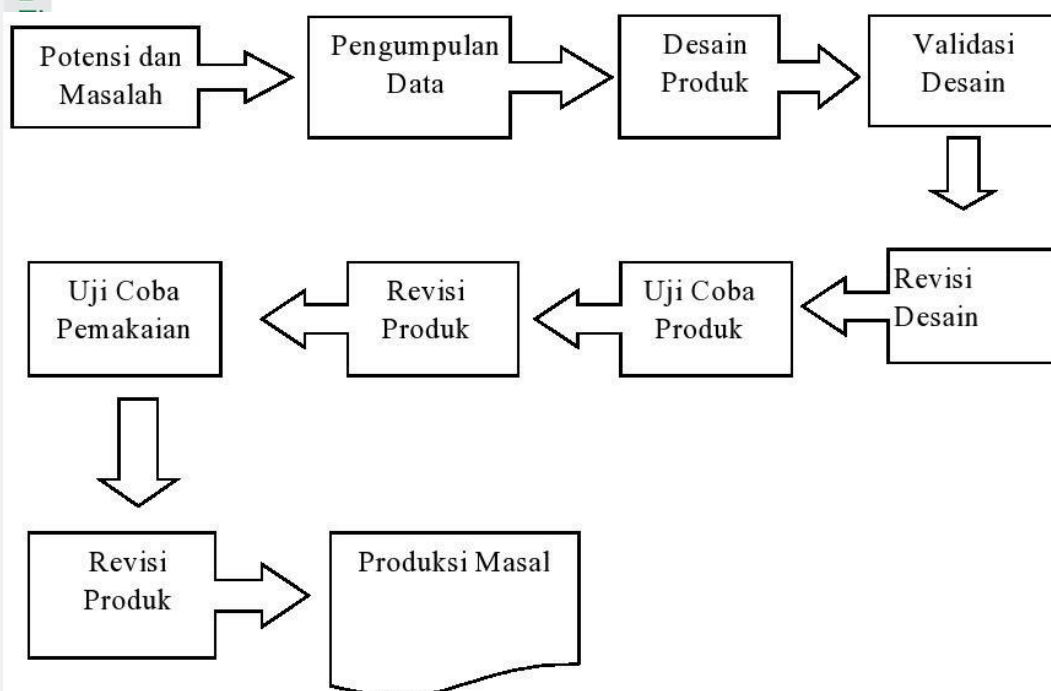 Potensi dan
Masalah
Pengumpulan
Data
Desain
Produk
Validasi
Desain
Revisi
Desain
Uji Coba
Produk
Revisi
Produk
Uji Coba
Pemakaian
Revisi
Produk
Produksi Masal